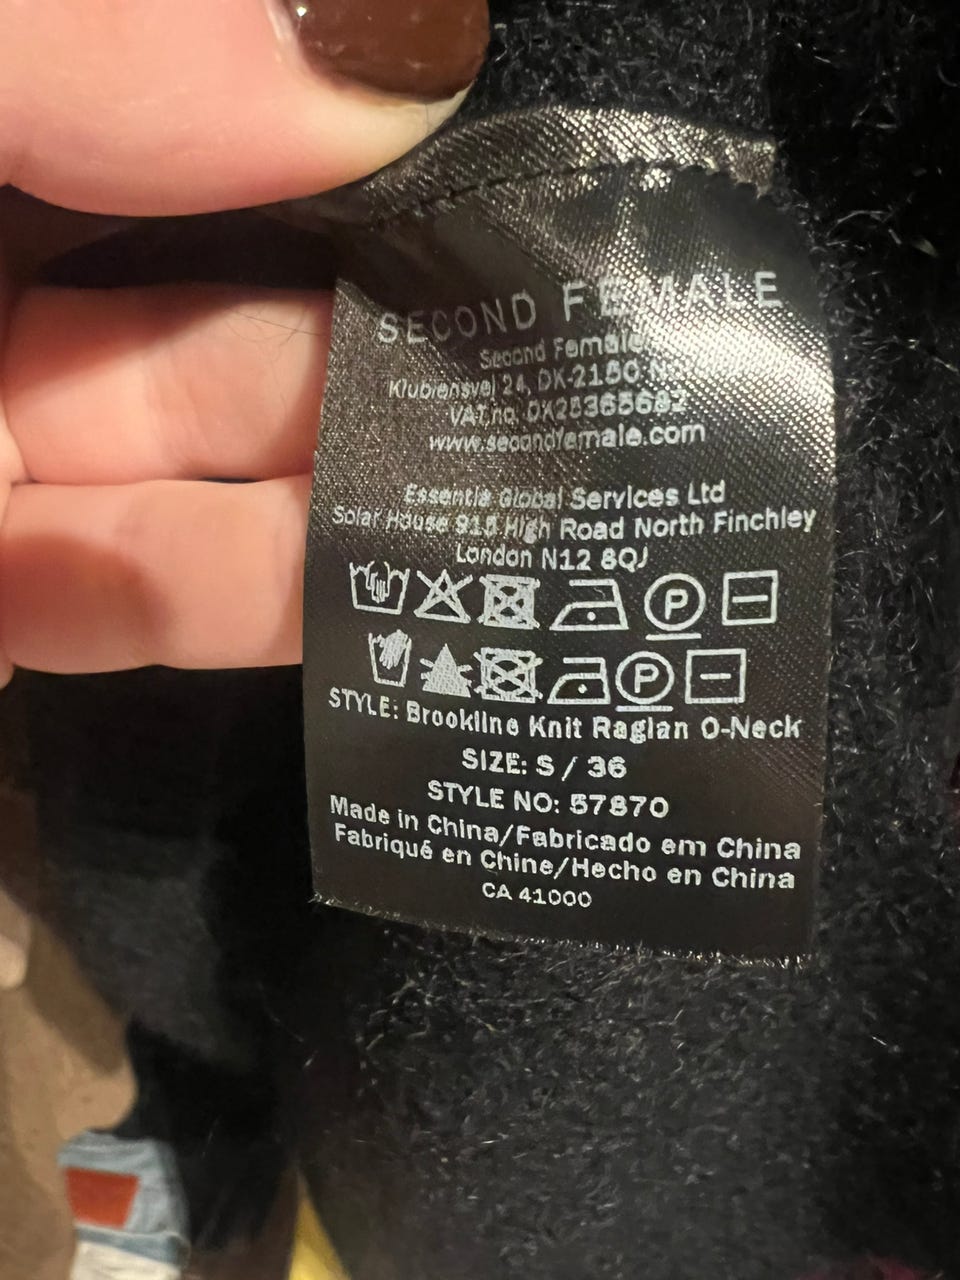 SECOND FEMALE
Second Female
Klubiensvej 24, DK-2150
VAT.no. DK25365682
www.secondfemale.com
Essentia Global Services Ltd
Solar House 915 High Road North Finchley
London N12 8QJ
P
P
STYLE: Brookline Knit Raglan O-Neck
SIZE: S / 36
STYLE NO: 57870
Made in China/Fabricado em China
Fabriqué en Chine/Hecho en China
CA 41000